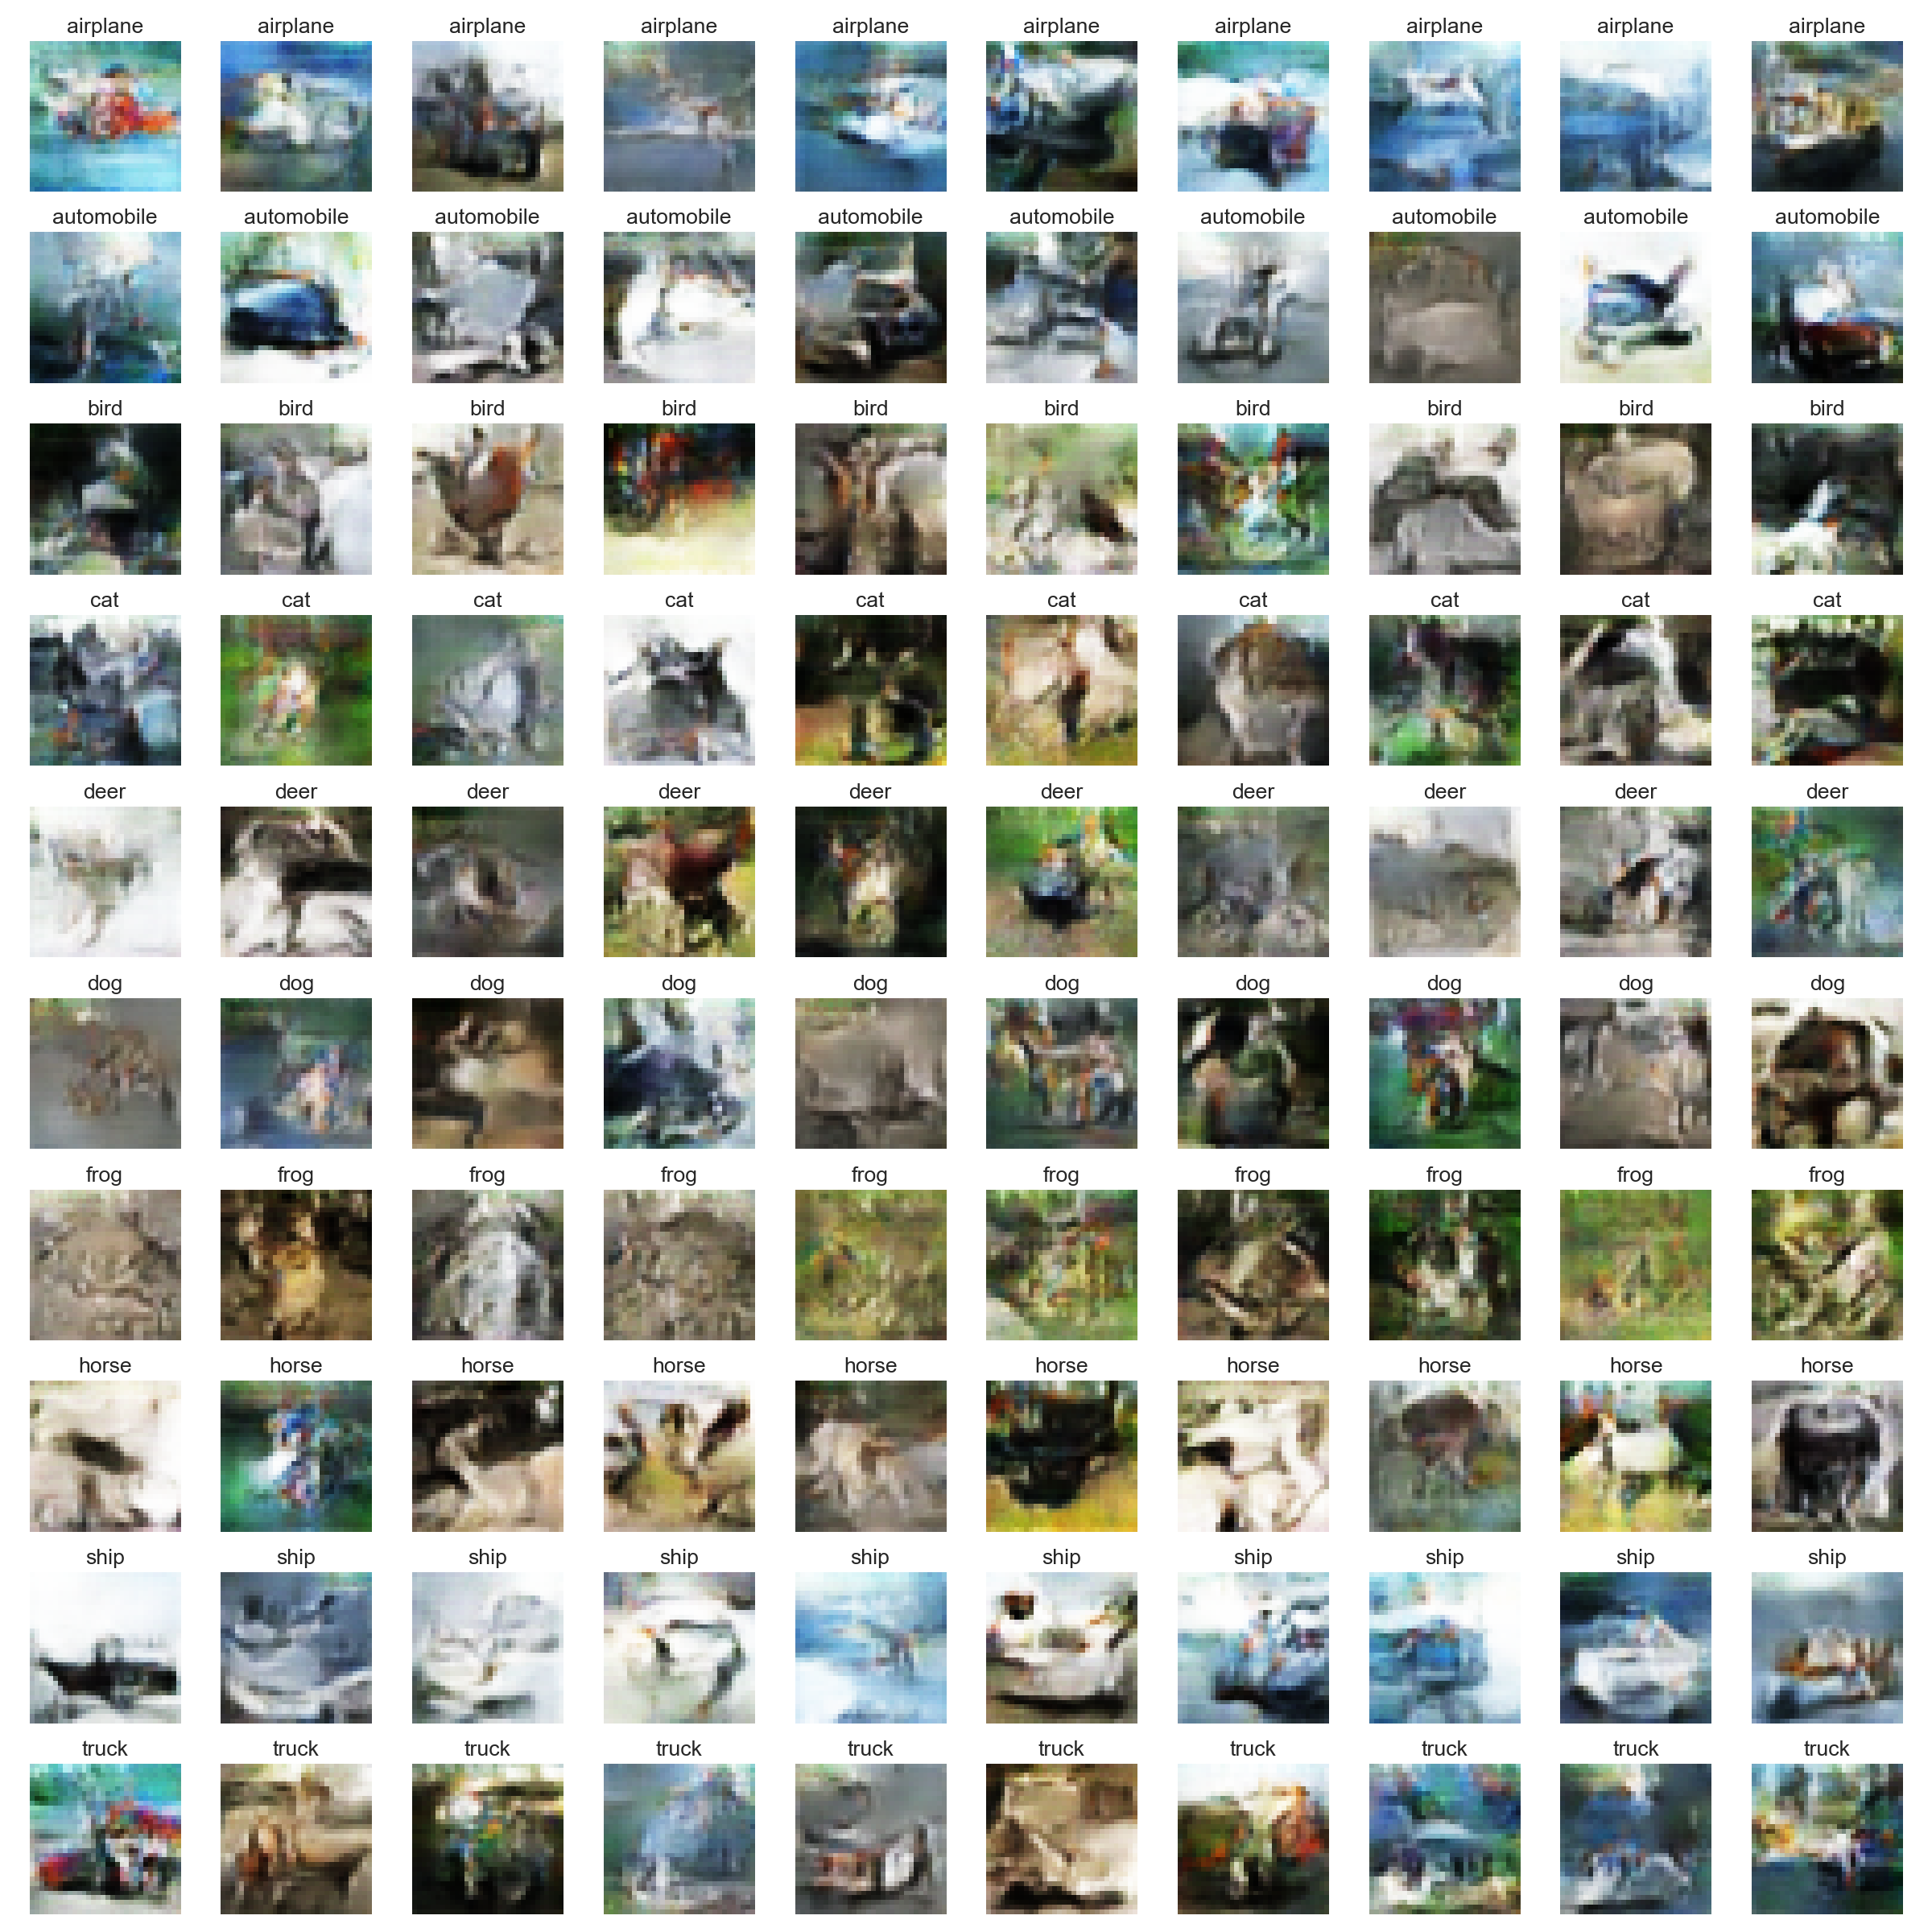 airplane airplane airplane airplane airplane airplane airplane airplane airplane airplane
automobile automobile automobile automobile automobile automobile automobile automobile automobile automobile
bird bird bird bird bird bird bird bird bird bird
cat cat cat cat cat cat cat cat cat cat
deer deer deer deer deer deer deer deer deer deer
dog dog dog dog dog dog dog dog dog dog
frog frog frog frog frog frog frog frog frog frog
horse horse horse horse horse horse horse horse horse horse
ship ship ship ship ship ship ship ship ship ship
truck truck truck truck truck truck truck truck truck truck